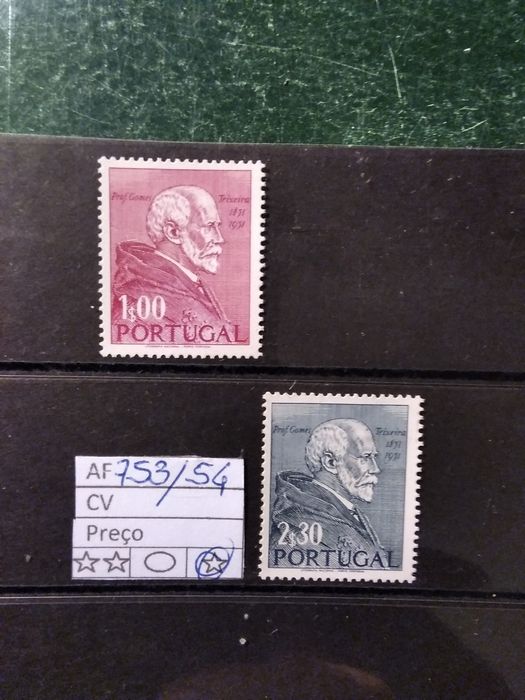 Prof. Gomes Teixeira
1851
1951
1$00
PORTUGAL
Prof. Gomes Teixeira
1851
1951
2$30
PORTUGAL
AF 753/54
CV
Preço